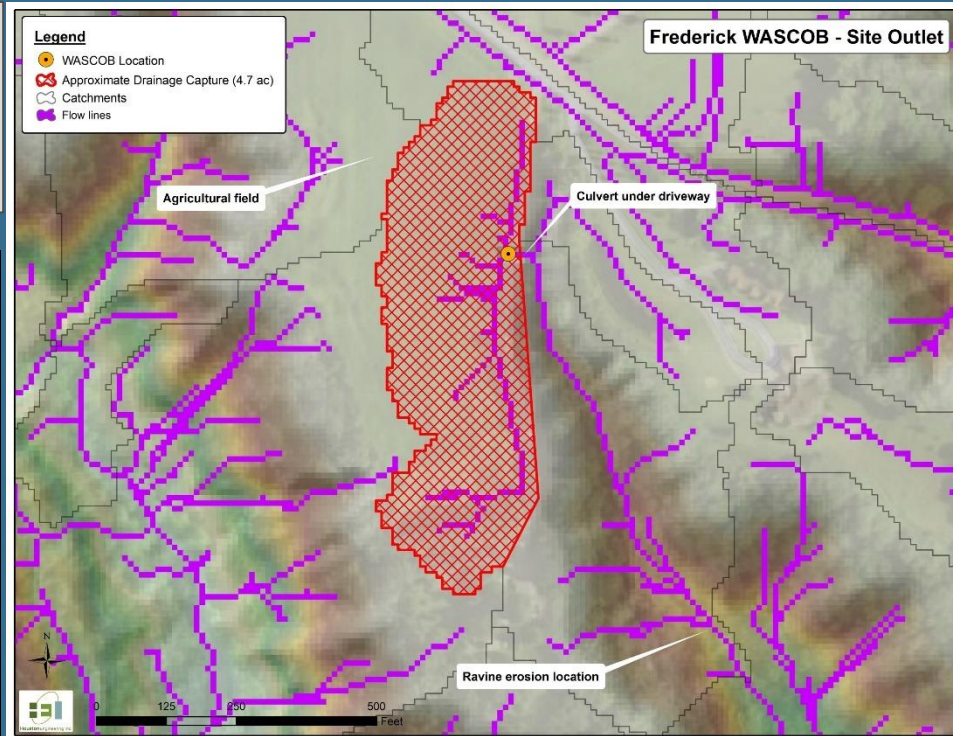 Frederick WASCOB - Site Outlet
Legend
WASCOB Location
Approximate Drainage Capture (4.7 ac)
Catchments
Flow lines
Agricultural field
Culvert under driveway
Ravine erosion location
N
0 125 250 500
Feet